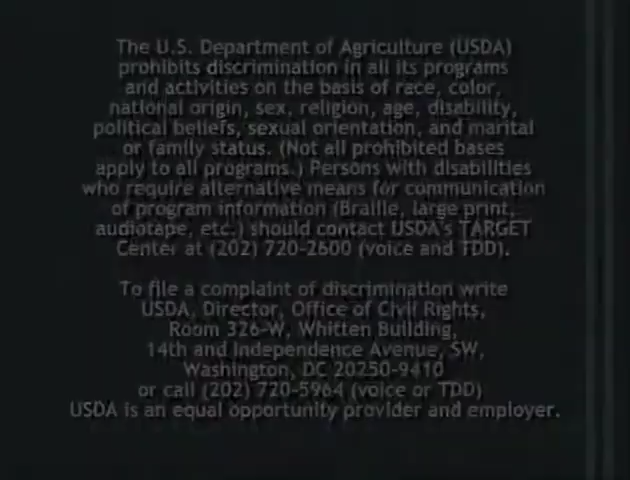 The U.S. Department of Agriculture (USDA)
prohibits discrimination in all its programs
and activities on the basis of race, color,
national origin, sex, religion, age, disability,
political beliefs, sexual orientation, and marital
or family status. (Not all prohibited bases
apply to all programs.) Persons with disabilities
who require alternative means for communication
of program information (Braille, large print,
audiotape, etc.) should contact USDA's TARGET
Center at (202) 720-2600 (voice and TDD).
To file a complaint of discrimination write
USDA, Director, Office of Civil Rights,
Room 326-W, Whitten Building,
14th and Independence Avenue, SW,
Washington, DC 20250-9410
or call (202) 720-5964 (voice or TDD)
USDA is an equal opportunity provider and employer.